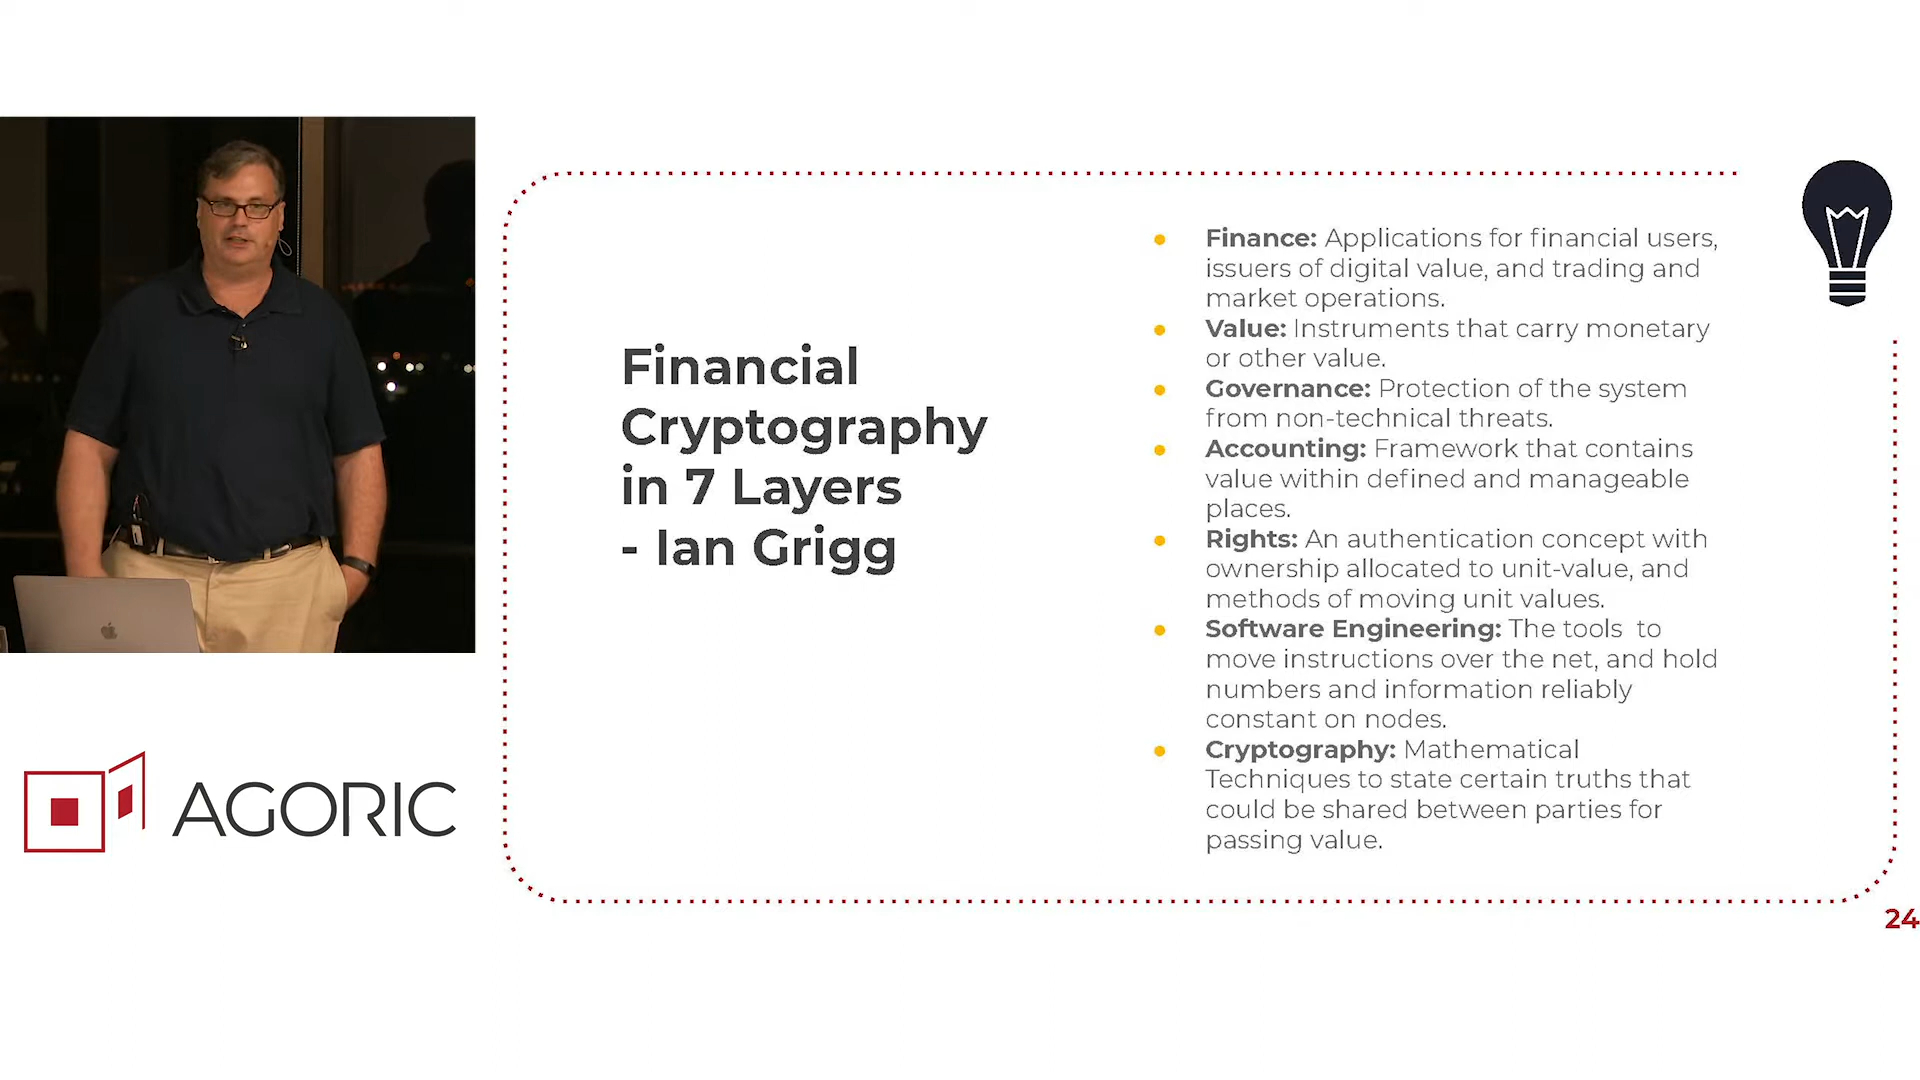 Financial
Cryptography
in 7 Layers
- Ian Grigg
Finance: Applications for financial users,
issuers of digital value, and trading and
market operations.
Value: Instruments that carry monetary
or other value.
Governance: Protection of the system
from non-technical threats.
Accounting: Framework that contains
value within defined and manageable
places.
Rights: An authentication concept with
ownership allocated to unit-value, and
methods of moving unit values.
Software Engineering: The tools  to
move instructions over the net, and hold
numbers and information reliably
constant on nodes.
Cryptography: Mathematical
Techniques to state certain truths that
could be shared between parties for
passing value.
AGORIC
24